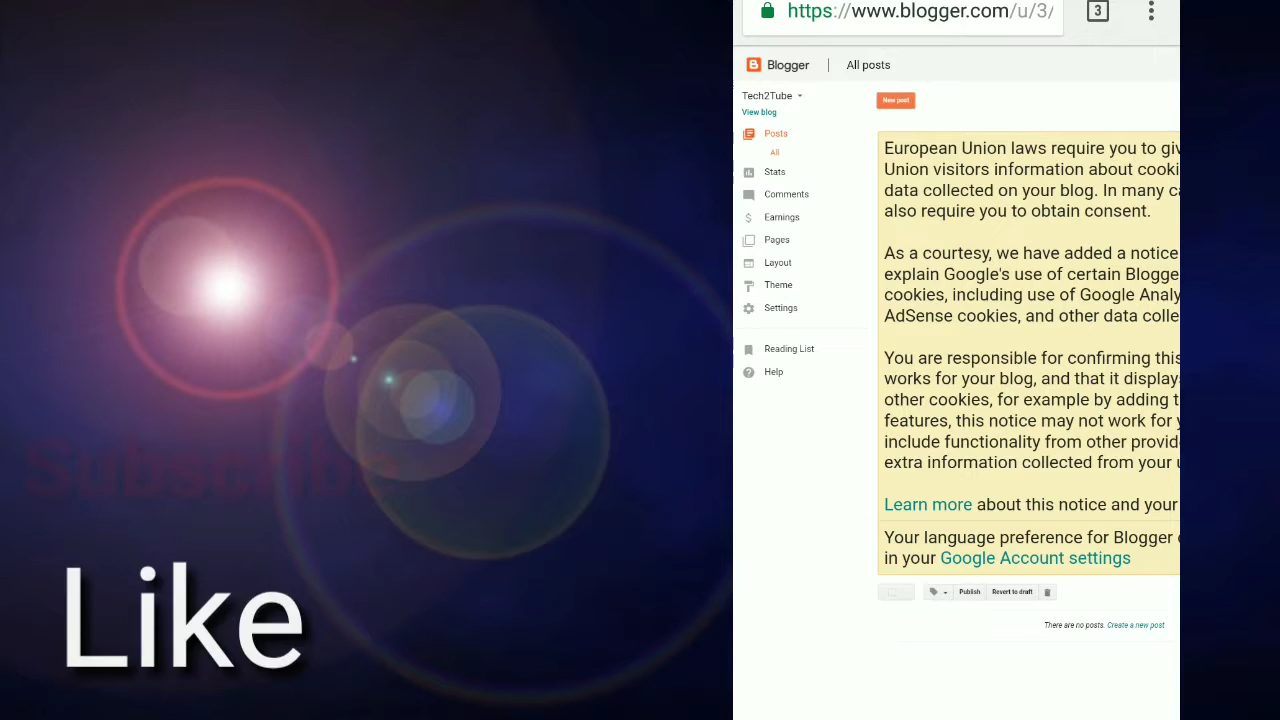 Subscribe
Like
https://www.blogger.com/u/3/
3
Blogger
All posts
Tech2Tube
View blog
Posts
All
Stats
Comments
Earnings
Pages
Layout
Theme
Settings
Reading List
Help
New post
European Union laws require you to giv
Union visitors information about cooki
data collected on your blog. In many ca
also require you to obtain consent.
As a courtesy, we have added a notice
explain Google's use of certain Blogge
cookies, including use of Google Analy
AdSense cookies, and other data colle
You are responsible for confirming this
works for your blog, and that it displays
other cookies, for example by adding t
features, this notice may not work for y
include functionality from other provide
extra information collected from your u
Learn more about this notice and your
Your language preference for Blogger c
in your Google Account settings
Publish Revert to draft
There are no posts. Create a new post